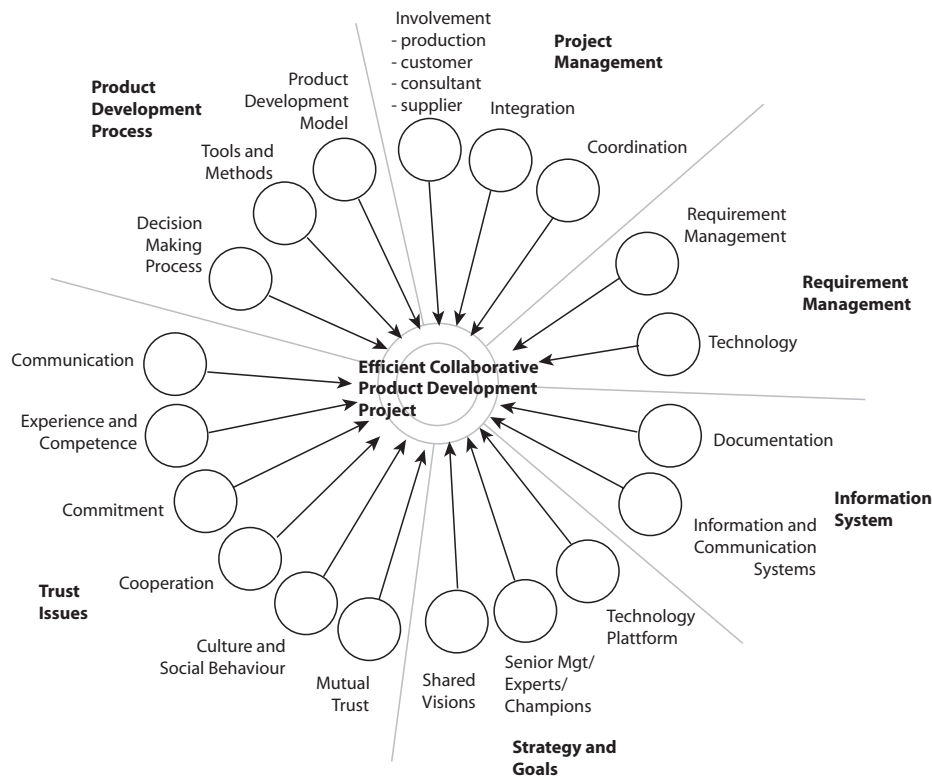 Involvement
- production
- customer
- consultant
- supplier
Project
Management
Integration
Coordination
Product
Development
Process
Product
Development
Model
Tools and
Methods
Decision
Making
Process
Requirement
Management
Requirement
Management
Technology
Efficient Collaborative
Product Development
Project
Communication
Experience and
Competence
Commitment
Cooperation
Trust
Issues
Culture and
Social Behaviour
Mutual
Trust
Documentation
Information
System
Information and
Communication
Systems
Technology
Plattform
Senior Mgt/
Experts/
Champions
Shared
Visions
Strategy and
Goals